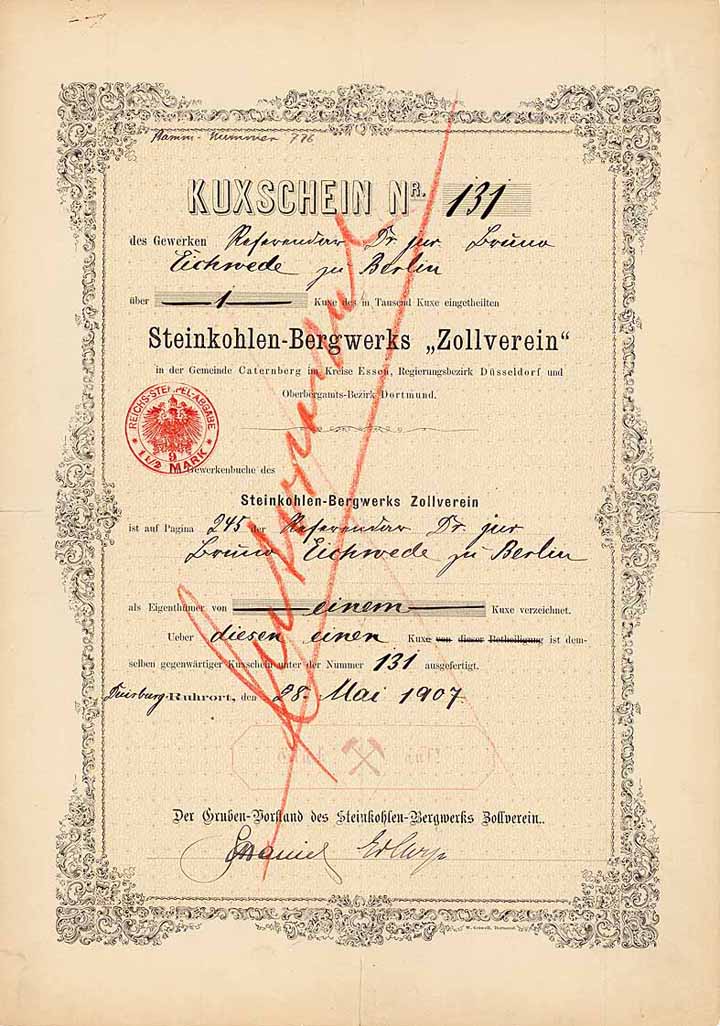 Stamm-Nummer 776
KUXSCHEIN NR. 131
des Gewerken Referendar Dr. jur Bruno
Eichwede zu Berlin
über 1 Kuxe des in Tausend Kuxe eingetheilten
Steinkohlen-Bergwerks „Zollverein“
in der Gemeinde Caternberg im Kreise Essen, Regierungsbezirk Düsseldorf und
Oberbergamts-Bezirk Dortmund.
REICHS-STEMPEL-ABGABE
9
1 1/2 MARK
Gewerkenbuche des
Steinkohlen-Bergwerks Zollverein
ist auf Pagina 245 der Referendar Dr. jur
Bruno Eichwede zu Berlin
als Eigenthümer von einem Kuxe verzeichnet.
Ueber diesen einen Kuxe von dieser Betheiligung ist dem-
selben gegenwärtiger Kuxschein unter der Nummer 131 ausgefertigt.
Duisburg-Ruhrort, den 28. Mai 1907
Der Gruben-Vorstand des Steinkohlen-Bergwerks Zollverein.